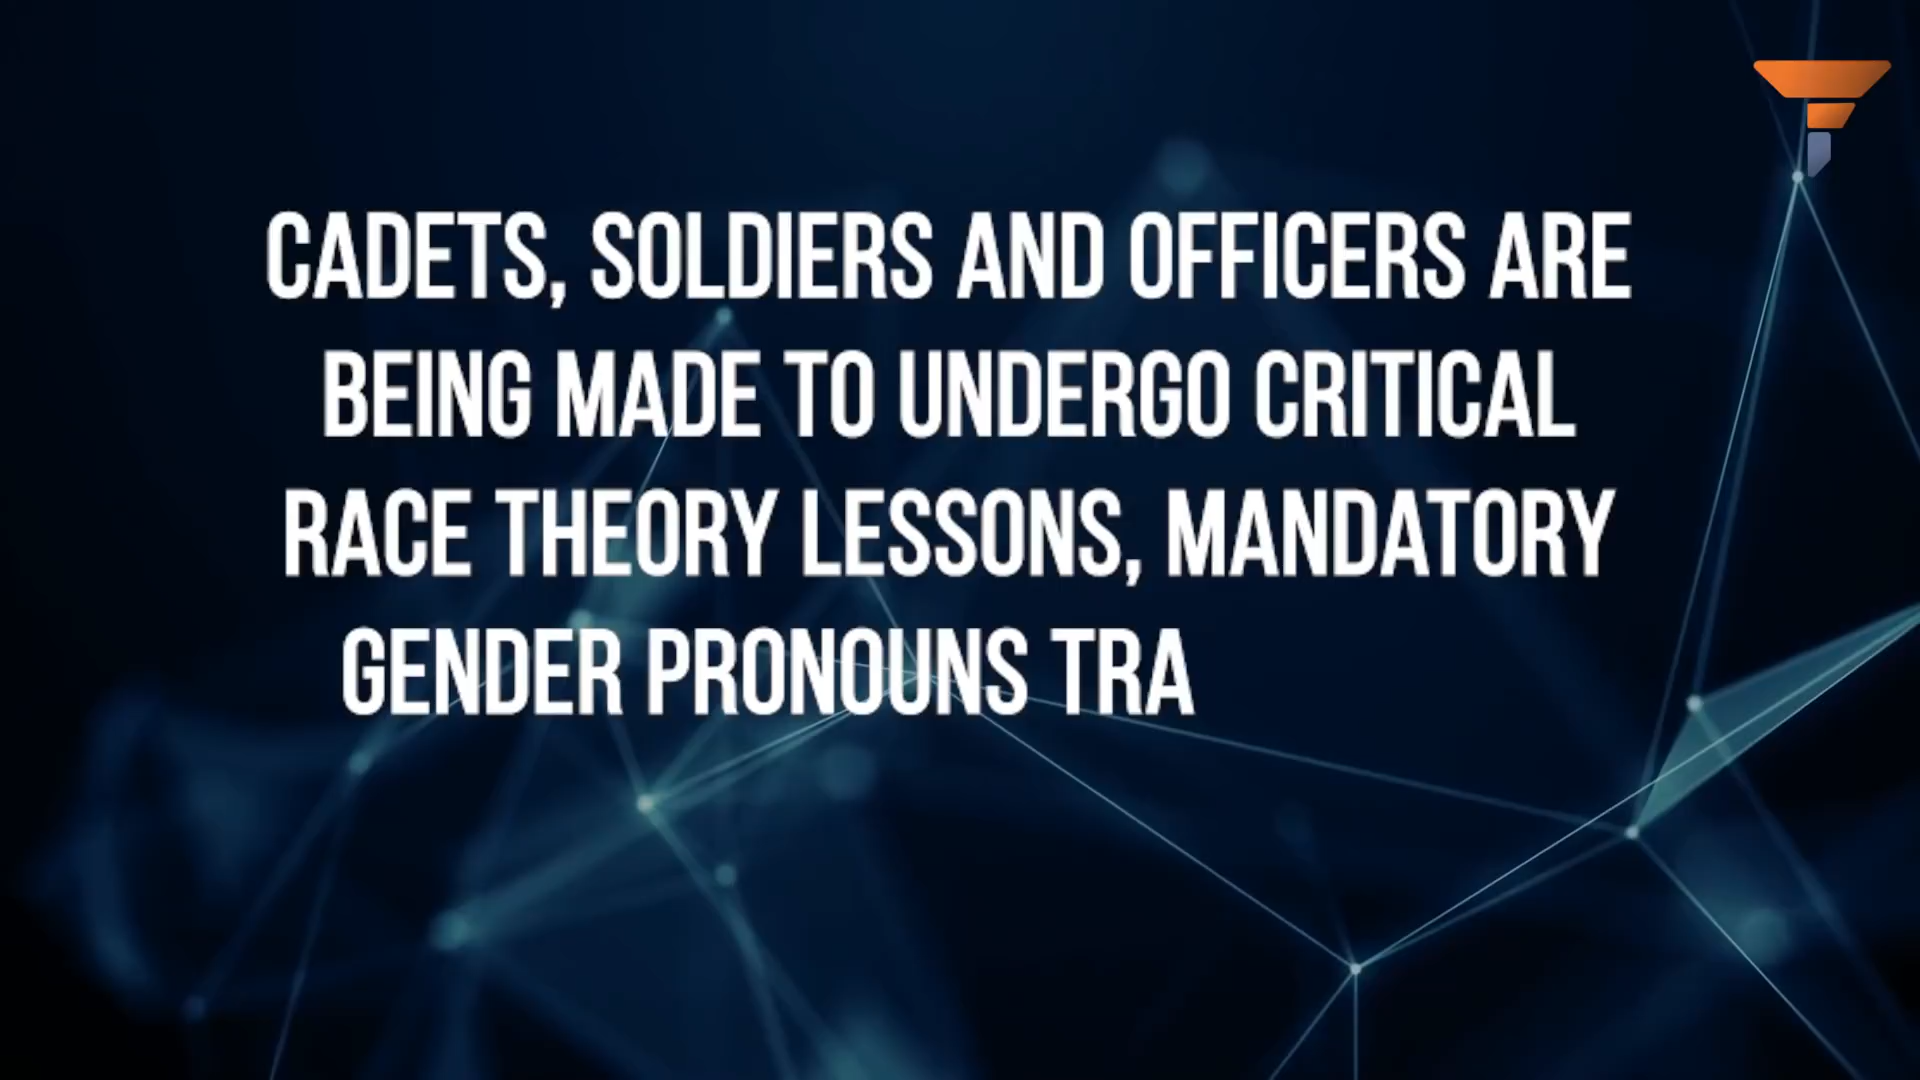 CADETS, SOLDIERS AND OFFICERS ARE
BEING MADE TO UNDERGO CRITICAL
RACE THEORY LESSONS, MANDATORY
GENDER PRONOUNS TRA